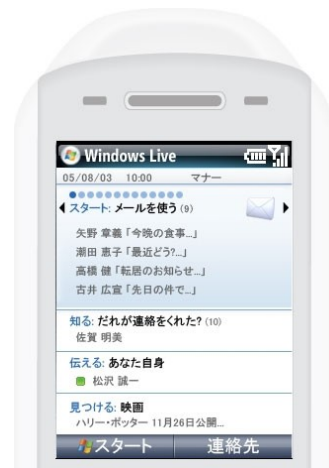 Windows Live
05/08/03 10:00 マナー
スタート: メールを使う (9)
矢野 章義「今晩の食事...」
潮田 恵子「最近どう?...」
高橋 健「転居のお知らせ...」
古井 広宣「先日の件で...」
知る: だれが連絡をくれた? (10)
佐賀 明美
伝える: あなた自身
松沢 誠一
見つける: 映画
ハリー・ポッター 11月26日公開...
スタート 連絡先